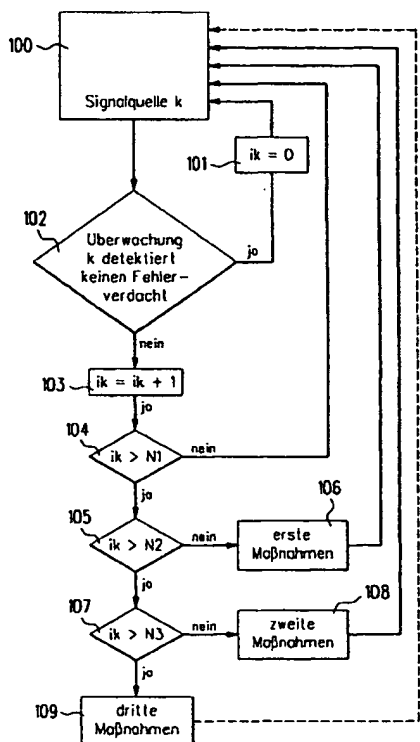 100
Signalquelle k
101
ik = 0
102
Überwachung
k detektiert
keinen Fehler-
verdacht
ja
nein
103
ik = ik + 1
ja
104
ik > N1
nein
ja
105
ik > N2
nein
106
erste
Maßnahmen
ja
107
ik > N3
nein
108
zweite
Maßnahmen
ja
109
dritte
Maßnahmen